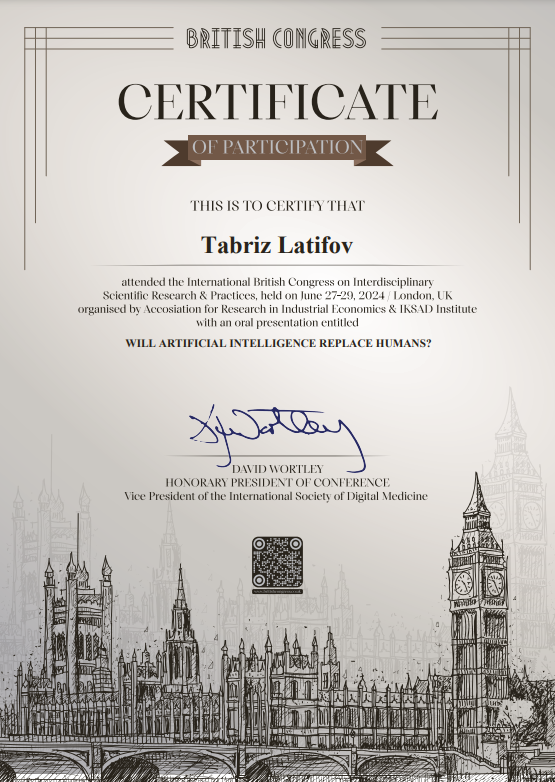 BRITISH CONGRESS
CERTIFICATE
OF PARTICIPATION
THIS IS TO CERTIFY THAT
Tabriz Latifov
attended the International British Congress on Interdisciplinary
Scientific Research & Practices, held on June 27-29, 2024 / London, UK
organised by Accosiation for Research in Industrial Economics & IKSAD Institute
with an oral presentation entitled
WILL ARTIFICIAL INTELLIGENCE REPLACE HUMANS?
DAVID WORTLEY
HONORARY PRESIDENT OF CONFERENCE
Vice President of the International Society of Digital Medicine